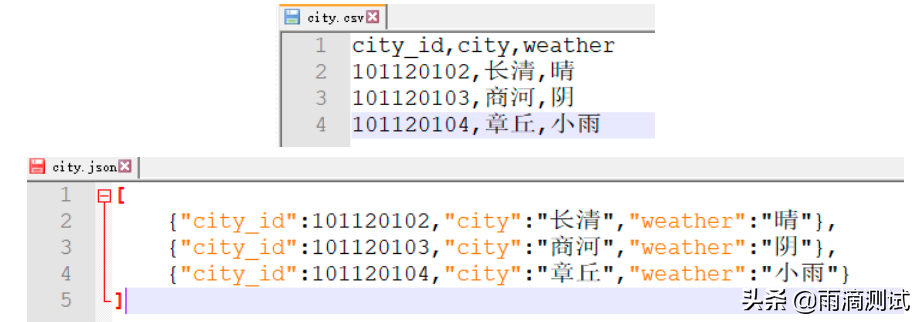 city.csv
1 city_id,city,weather
2 101120102,长清,晴
3 101120103,商河,阴
4 101120104,章丘,小雨
city.json
1 [
2 {"city_id":101120102,"city":"长清","weather":"晴"},
3 {"city_id":101120103,"city":"商河","weather":"阴"},
4 {"city_id":101120104,"city":"章丘","weather":"小雨"}
5 ]
头条 @雨滴测试